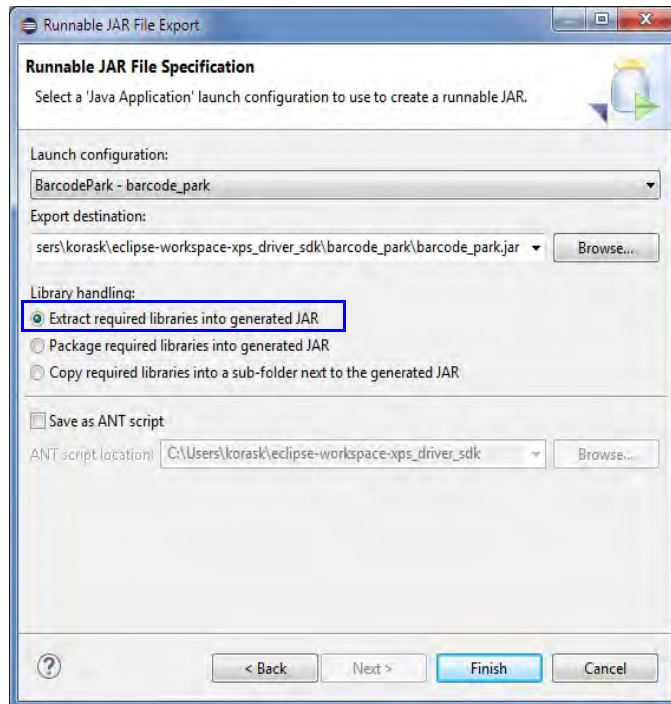 Runnable JAR File Export
Runnable JAR File Specification
Select a 'Java Application' launch configuration to use to create a runnable JAR.
Launch configuration:
BarcodePark - barcode_park
Export destination:
sers\korask\eclipse-workspace-xps_driver_sdk\barcode_park\barcode_park.jar
Browse...
Library handling:
Extract required libraries into generated JAR
Package required libraries into generated JAR
Copy required libraries into a sub-folder next to the generated JAR
Save as ANT script
ANT script location:
C:\Users\korask\eclipse-workspace-xps_driver_sdk
Browse...
?
< Back
Next >
Finish
Cancel